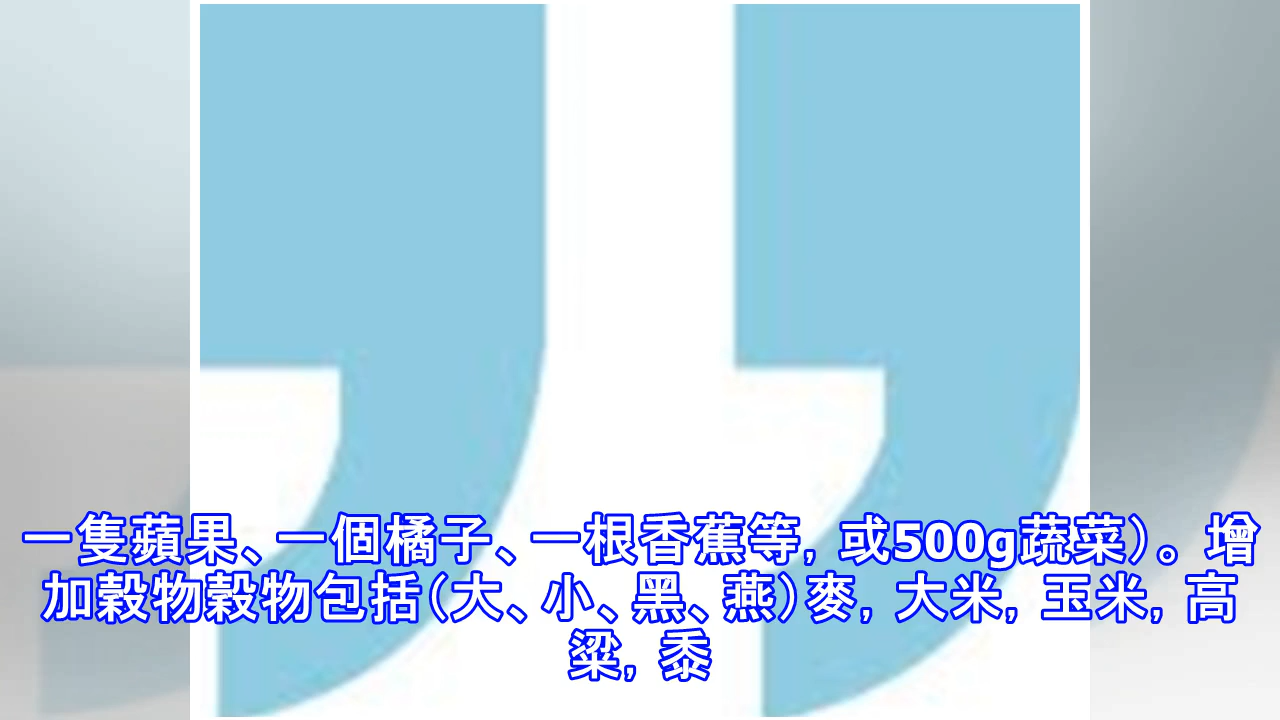 一隻蘋果、一個橘子、一根香蕉等, 或500g蔬菜)。增
加穀物穀物包括(大、小、黑、燕)麥, 大米, 玉米, 高
粱, 黍